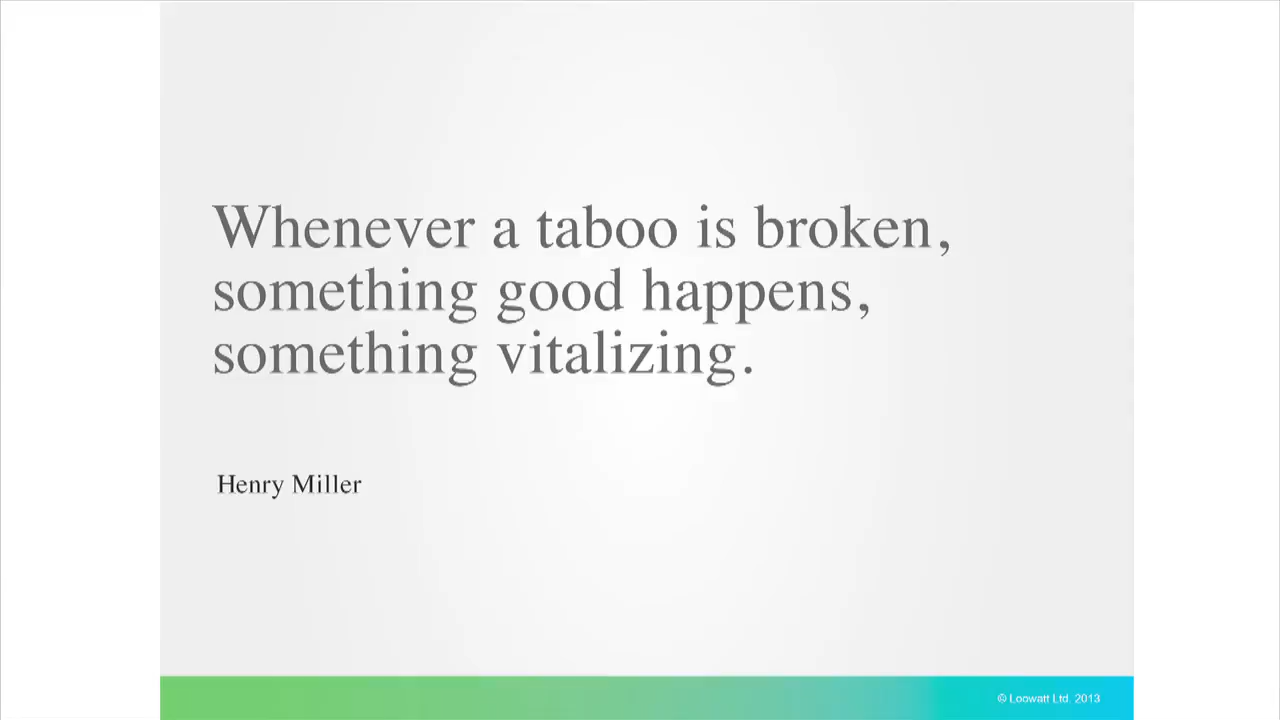 Whenever a taboo is broken,
something good happens,
something vitalizing.
Henry Miller
© Loowatt Ltd. 2013